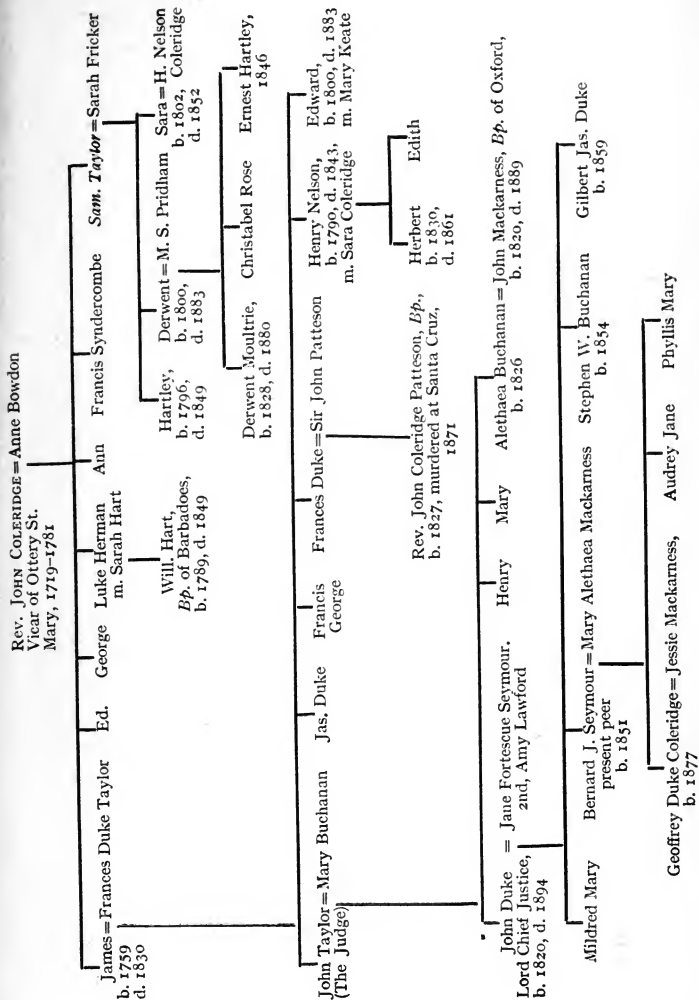 Rev. JOHN COLERIDGE = Anne Bowdon
Vicar of Ottery St.
Mary, 1719-1781
James = Frances Duke Taylor
b. 1759
d. 1830
Ed.
George
Luke Herman
m. Sarah Hart
Ann
Francis Syndercombe
Sam. Taylor = Sarah Fricker
Will. Hart,
Bp. of Barbadoes,
b. 1789, d. 1849
Hartley,
b. 1796,
d. 1849
Derwent = M. S. Pridham
b. 1800,
d. 1883
Sara = H. Nelson
b. 1802, Coleridge
d. 1852
Derwent Moultrie,
b. 1828, d. 1880
Christabel Rose
Ernest Hartley,
1846
John Taylor = Mary Buchanan
(The Judge)
Jas. Duke
Francis
George
Frances Duke = Sir John Patteson
Henry Nelson,
b. 1790, d. 1843,
m. Sara Coleridge
Edward,
b. 1800, d. 1883
m. Mary Keate
Rev. John Coleridge Patteson, Bp.,
b. 1827, murdered at Santa Cruz,
1871
Herbert
b. 1830,
d. 1861
Edith
John Duke = Jane Fortescue Seymour.
Lord Chief Justice, 2nd, Amy Lawford
b. 1820, d. 1894
Henry
Mary
Alethaea Buchanan = John Mackarness, Bp. of Oxford,
b. 1826 b. 1820, d. 1889
Mildred Mary
Bernard J. Seymour = Mary Alethaea Mackarness
present peer
b. 1851
Stephen W. Buchanan
b. 1854
Gilbert Jas. Duke
b. 1859
Geoffrey Duke Coleridge = Jessie Mackarness,
b. 1877
Audrey Jane
Phyllis Mary